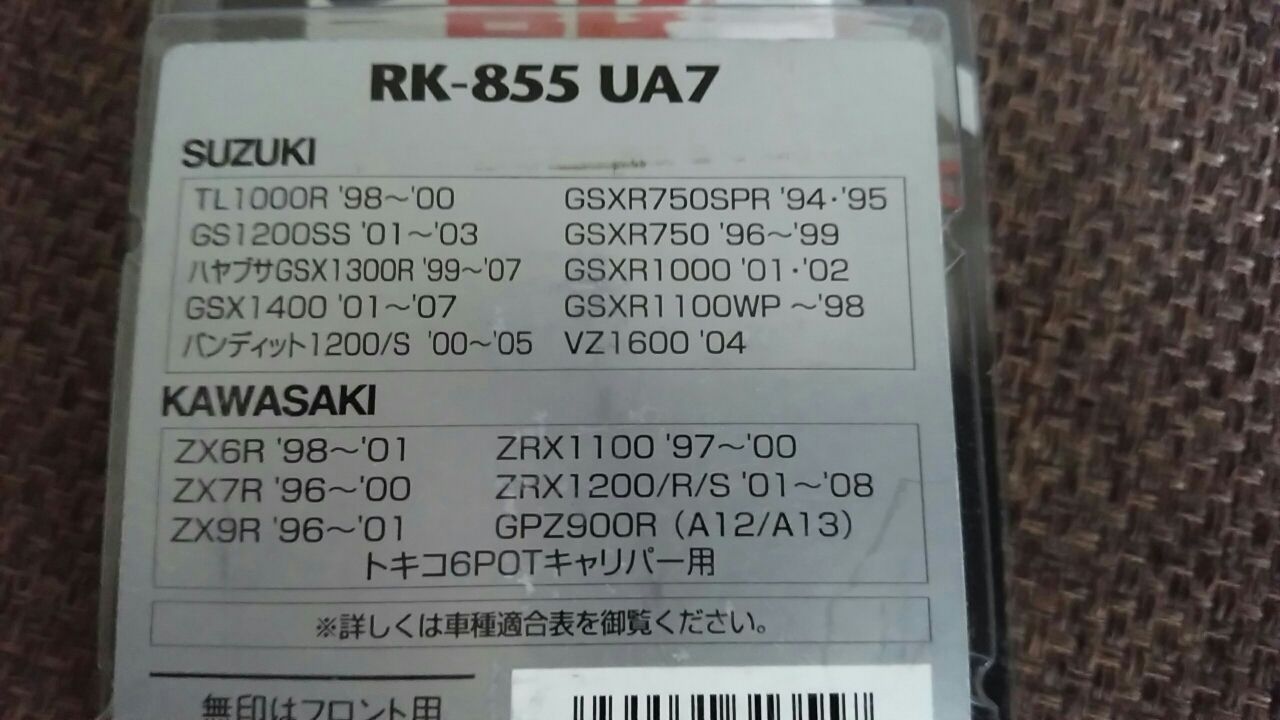 RK-855 UA7
SUZUKI
TL1000R '98～'00 GSXR750SPR '94・'95
GS1200SS '01～'03 GSXR750 '96～'99
ハヤブサGSX1300R '99～'07 GSXR1000 '01・'02
GSX1400 '01～'07 GSXR1100WP ～'98
バンディット1200/S '00～'05 VZ1600 '04
KAWASAKI
ZX6R '98～'01 ZRX1100 '97～'00
ZX7R '96～'00 ZRX1200/R/S '01～'08
ZX9R '96～'01 GPZ900R（A12/A13）
トキコ6POTキャリパー用
※詳しくは車種適合表を御覧ください。
無印はフロント用